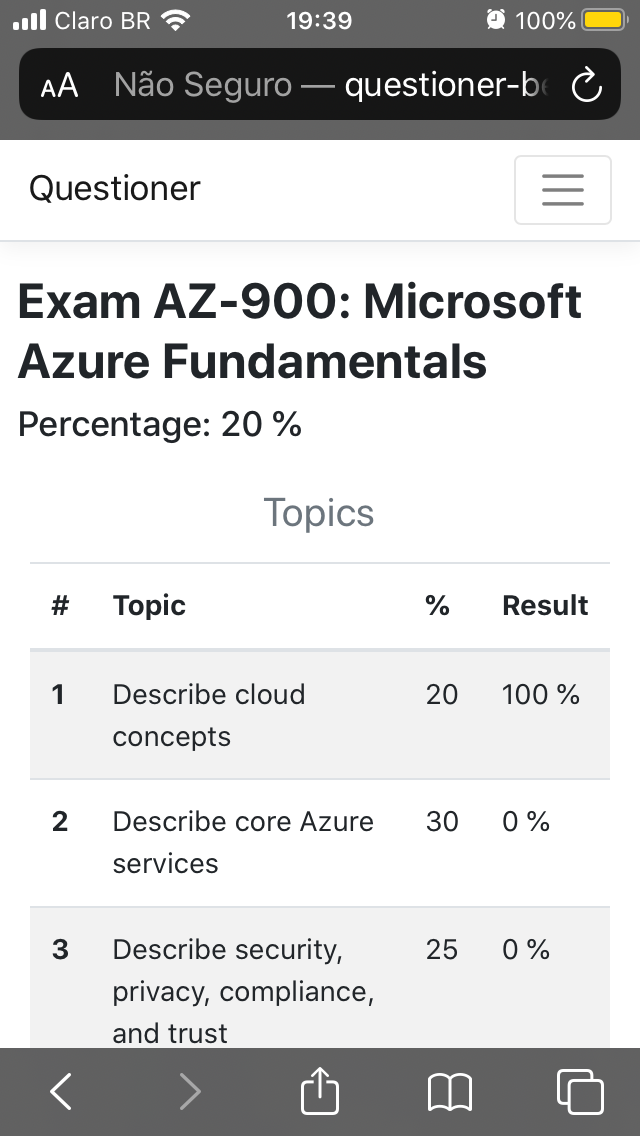 Claro BR 19:39 100%
AA Não Seguro — questioner-b
Questioner
Exam AZ-900: Microsoft
Azure Fundamentals
Percentage: 20 %
Topics
# Topic % Result
1 Describe cloud 20 100 %
concepts
2 Describe core Azure 30 0 %
services
3 Describe security, 25 0 %
privacy, compliance,
and trust